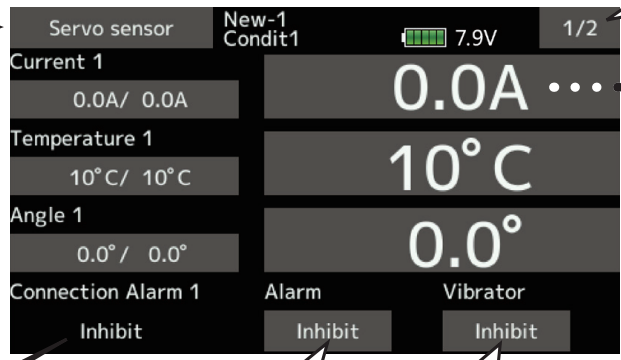 Servo sensor
New-1
Condit1
7.9V
1/2
Current 1
0.0A/ 0.0A
0.0A
Temperature 1
10°C/ 10°C
10°C
Angle 1
0.0°/ 0.0°
0.0°
Connection Alarm 1
Alarm
Vibrator
Inhibit
Inhibit
Inhibit